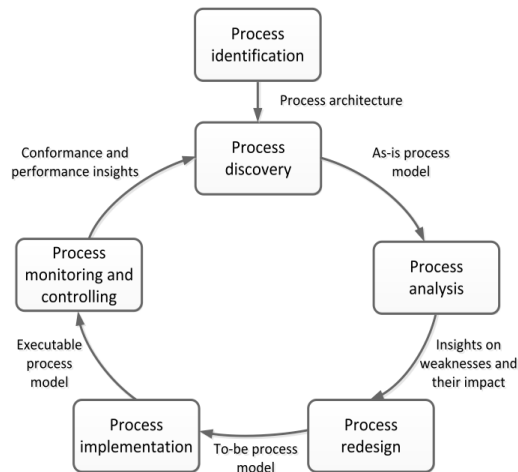 Process
identification
Process architecture
Process
discovery
As-is process
model
Process
analysis
Insights on
weaknesses and
their impact
Process
redesign
To-be process
model
Process
implementation
Executable
process
model
Process
monitoring and
controlling
Conformance and
performance insights